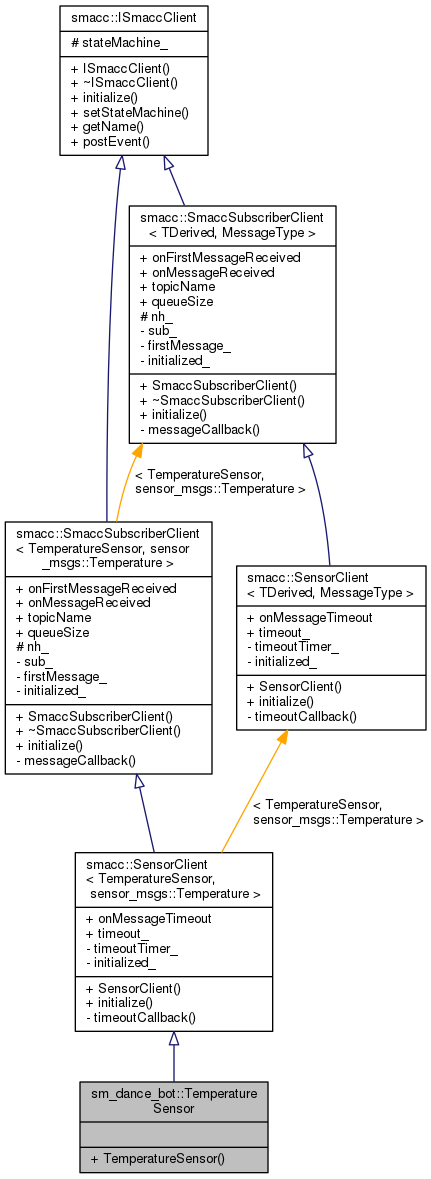 smacc::ISmaccClient
# stateMachine_
+ ISmaccClient()
+ ~ISmaccClient()
+ initialize()
+ setStateMachine()
+ getName()
+ postEvent()
smacc::SmaccSubscriberClient
< TDerived, MessageType >
+ onFirstMessageReceived
+ onMessageReceived
+ topicName
+ queueSize
# nh_
- sub_
- firstMessage_
- initialized_
+ SmaccSubscriberClient()
+ ~SmaccSubscriberClient()
+ initialize()
- messageCallback()
< TemperatureSensor,
sensor_msgs::Temperature >
smacc::SmaccSubscriberClient
< TemperatureSensor, sensor
_msgs::Temperature >
+ onFirstMessageReceived
+ onMessageReceived
+ topicName
+ queueSize
# nh_
- sub_
- firstMessage_
- initialized_
+ SmaccSubscriberClient()
+ ~SmaccSubscriberClient()
+ initialize()
- messageCallback()
smacc::SensorClient
< TDerived, MessageType >
+ onMessageTimeout
+ timeout_
- timeoutTimer_
- initialized_
+ SensorClient()
+ initialize()
- timeoutCallback()
< TemperatureSensor,
sensor_msgs::Temperature >
smacc::SensorClient
< TemperatureSensor,
sensor_msgs::Temperature >
+ onMessageTimeout
+ timeout_
- timeoutTimer_
- initialized_
+ SensorClient()
+ initialize()
- timeoutCallback()
sm_dance_bot::Temperature
Sensor
+ TemperatureSensor()